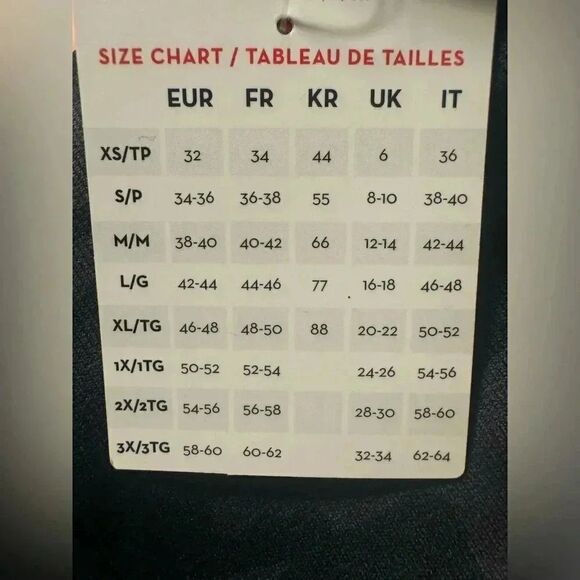 SIZE CHART / TABLEAU DE TAILLES
EUR FR KR UK IT
XS/TP 32 34 44 6 36
S/P 34-36 36-38 55 8-10 38-40
M/M 38-40 40-42 66 12-14 42-44
L/G 42-44 44-46 77 16-18 46-48
XL/TG 46-48 48-50 88 20-22 50-52
1X/1TG 50-52 52-54 24-26 54-56
2X/2TG 54-56 56-58 28-30 58-60
3X/3TG 58-60 60-62 32-34 62-64